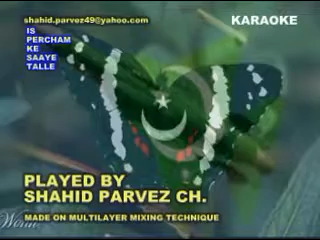 shahid.parvez49@yahoo.com
KARAOKE
IS
PERCHAM
KE
SAAYE
TALLE
PLAYED BY
SHAHID PARVEZ CH.
MADE ON MULTILAYER MIXING TECHNIQUE